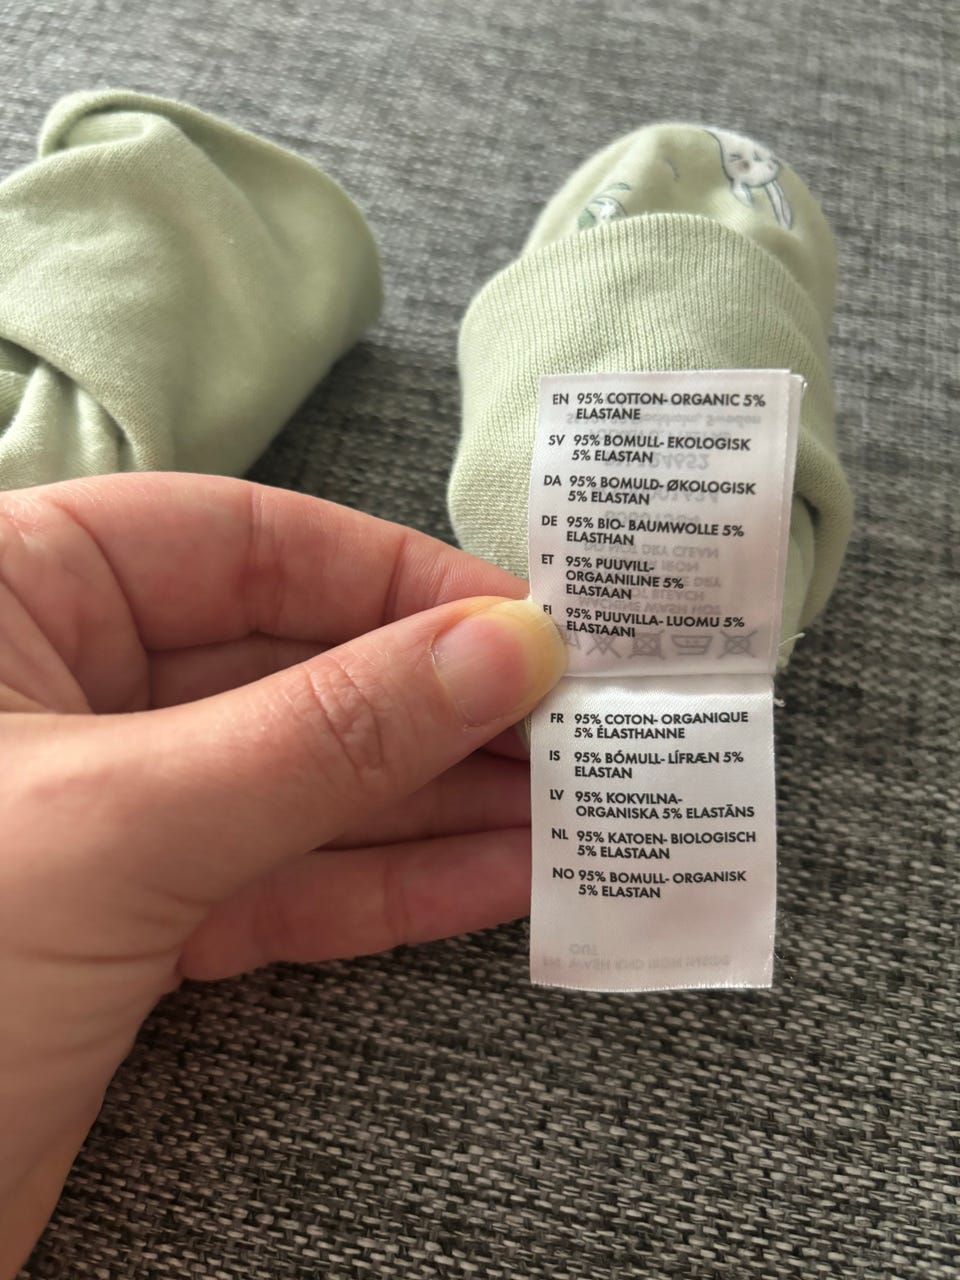 EN 95% COTTON- ORGANIC 5%
ELASTANE
SV 95% BOMULL- EKOLOGISK
5% ELASTAN
DA 95% BOMULD- ØKOLOGISK
5% ELASTAN
DE 95% BIO- BAUMWOLLE 5%
ELASTHAN
ET 95% PUUVILL-
ORGAANILINE 5%
ELASTAAN
FI 95% PUUVILLA- LUOMU 5%
ELASTAANI
FR 95% COTON- ORGANIQUE
5% ÉLASTHANNE
IS 95% BÓMULL- LÍFRÆN 5%
ELASTAN
LV 95% KOKVILNA-
ORGANISKA 5% ELASTĀNS
NL 95% KATOEN- BIOLOGISCH
5% ELASTAAN
NO 95% BOMULL- ORGANISK
5% ELASTAN